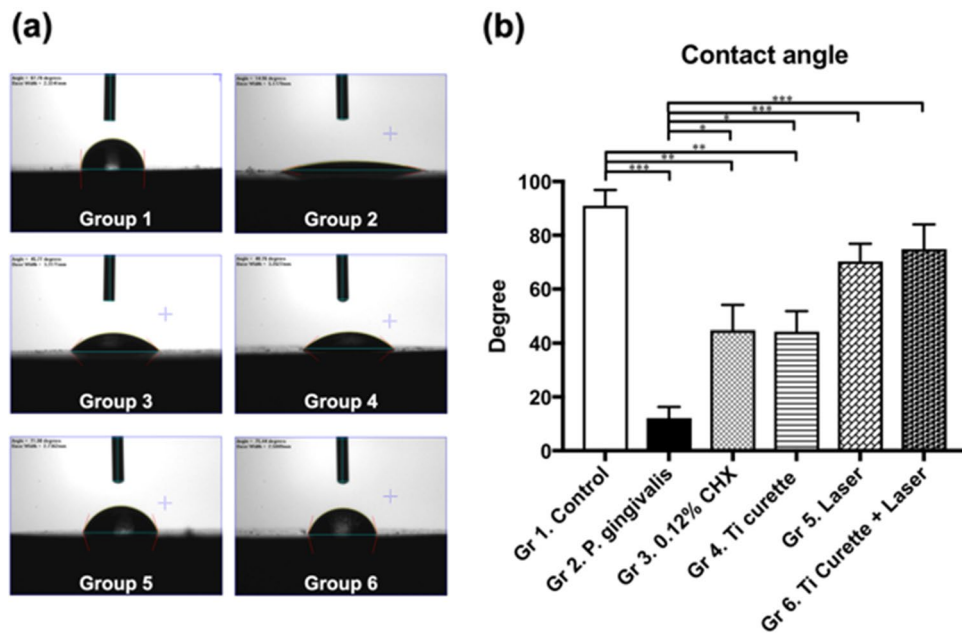 (a)
Group 1
Group 2
Group 3
Group 4
Group 5
Group 6
(b)
Contact angle
***
***
*
*
**
**
***
Degree
100
80
60
40
20
0
Gr 1. Control
Gr 2. P. gingivalis
Gr 3. 0.12% CHX
Gr 4. Ti curette
Gr 5. Laser
Gr 6. Ti Curette + Laser